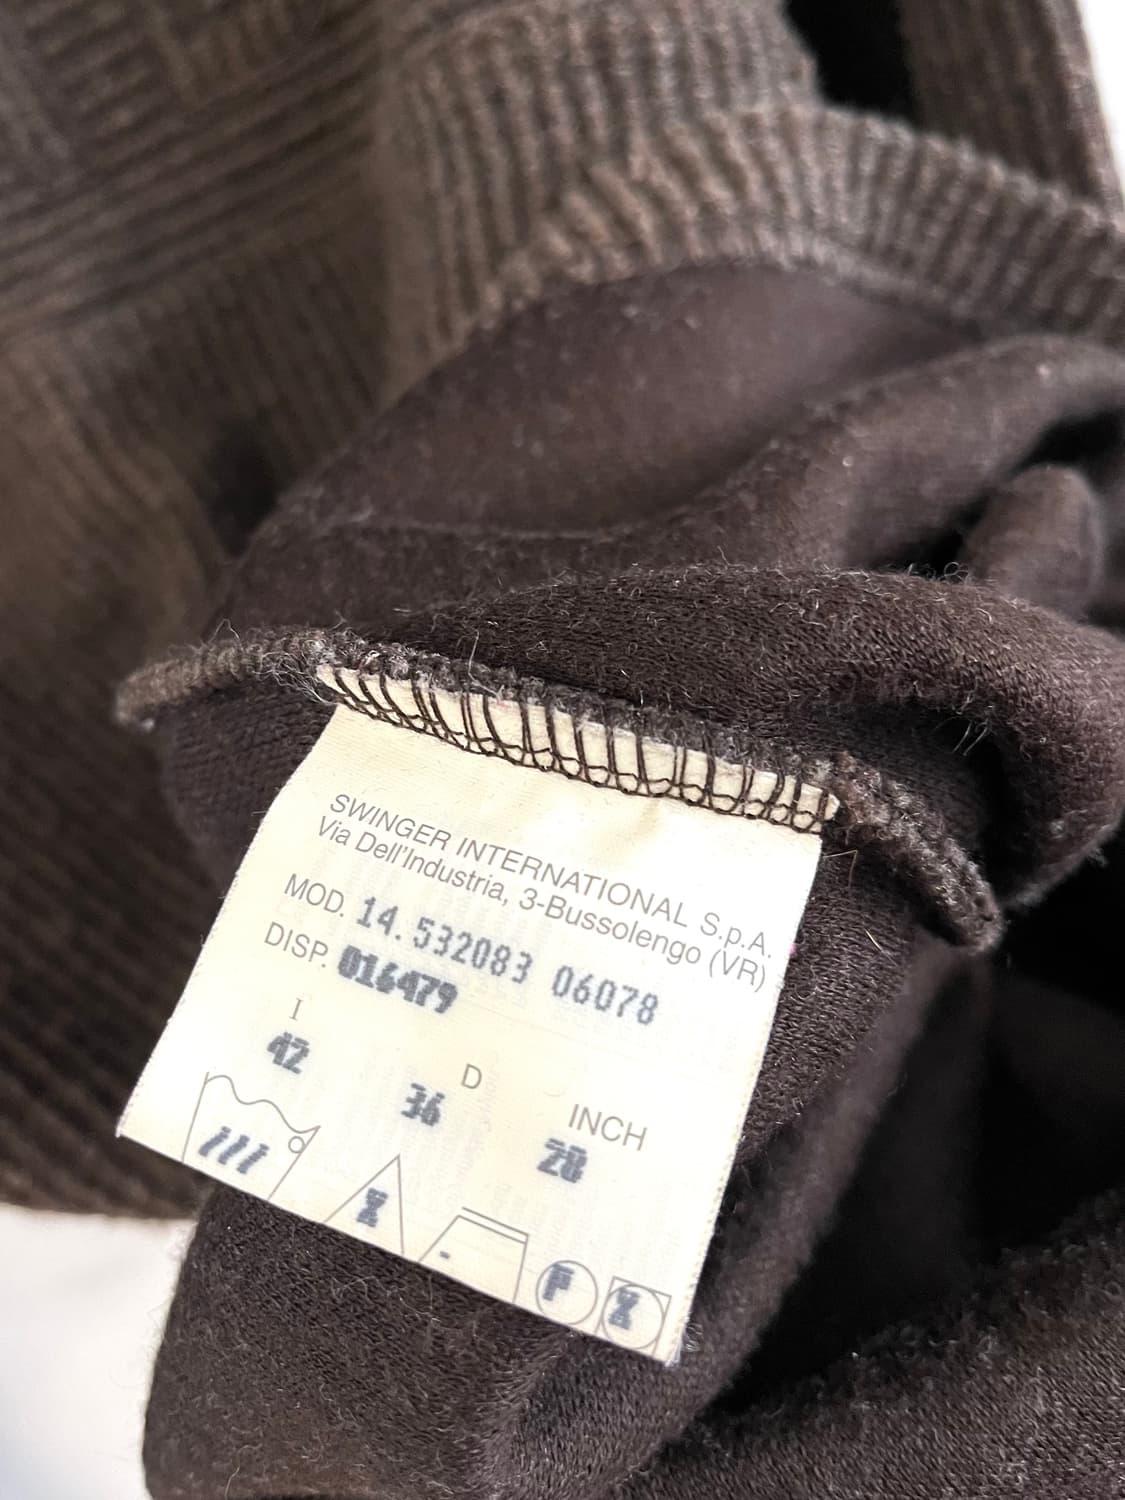 SWINGER INTERNATIONAL S.p.A.
Via Dell'Industria, 3-Bussolengo (VR)
MOD. 14.532083 06078
DISP. 016479
I D INCH
42 36 28
/// X - P X